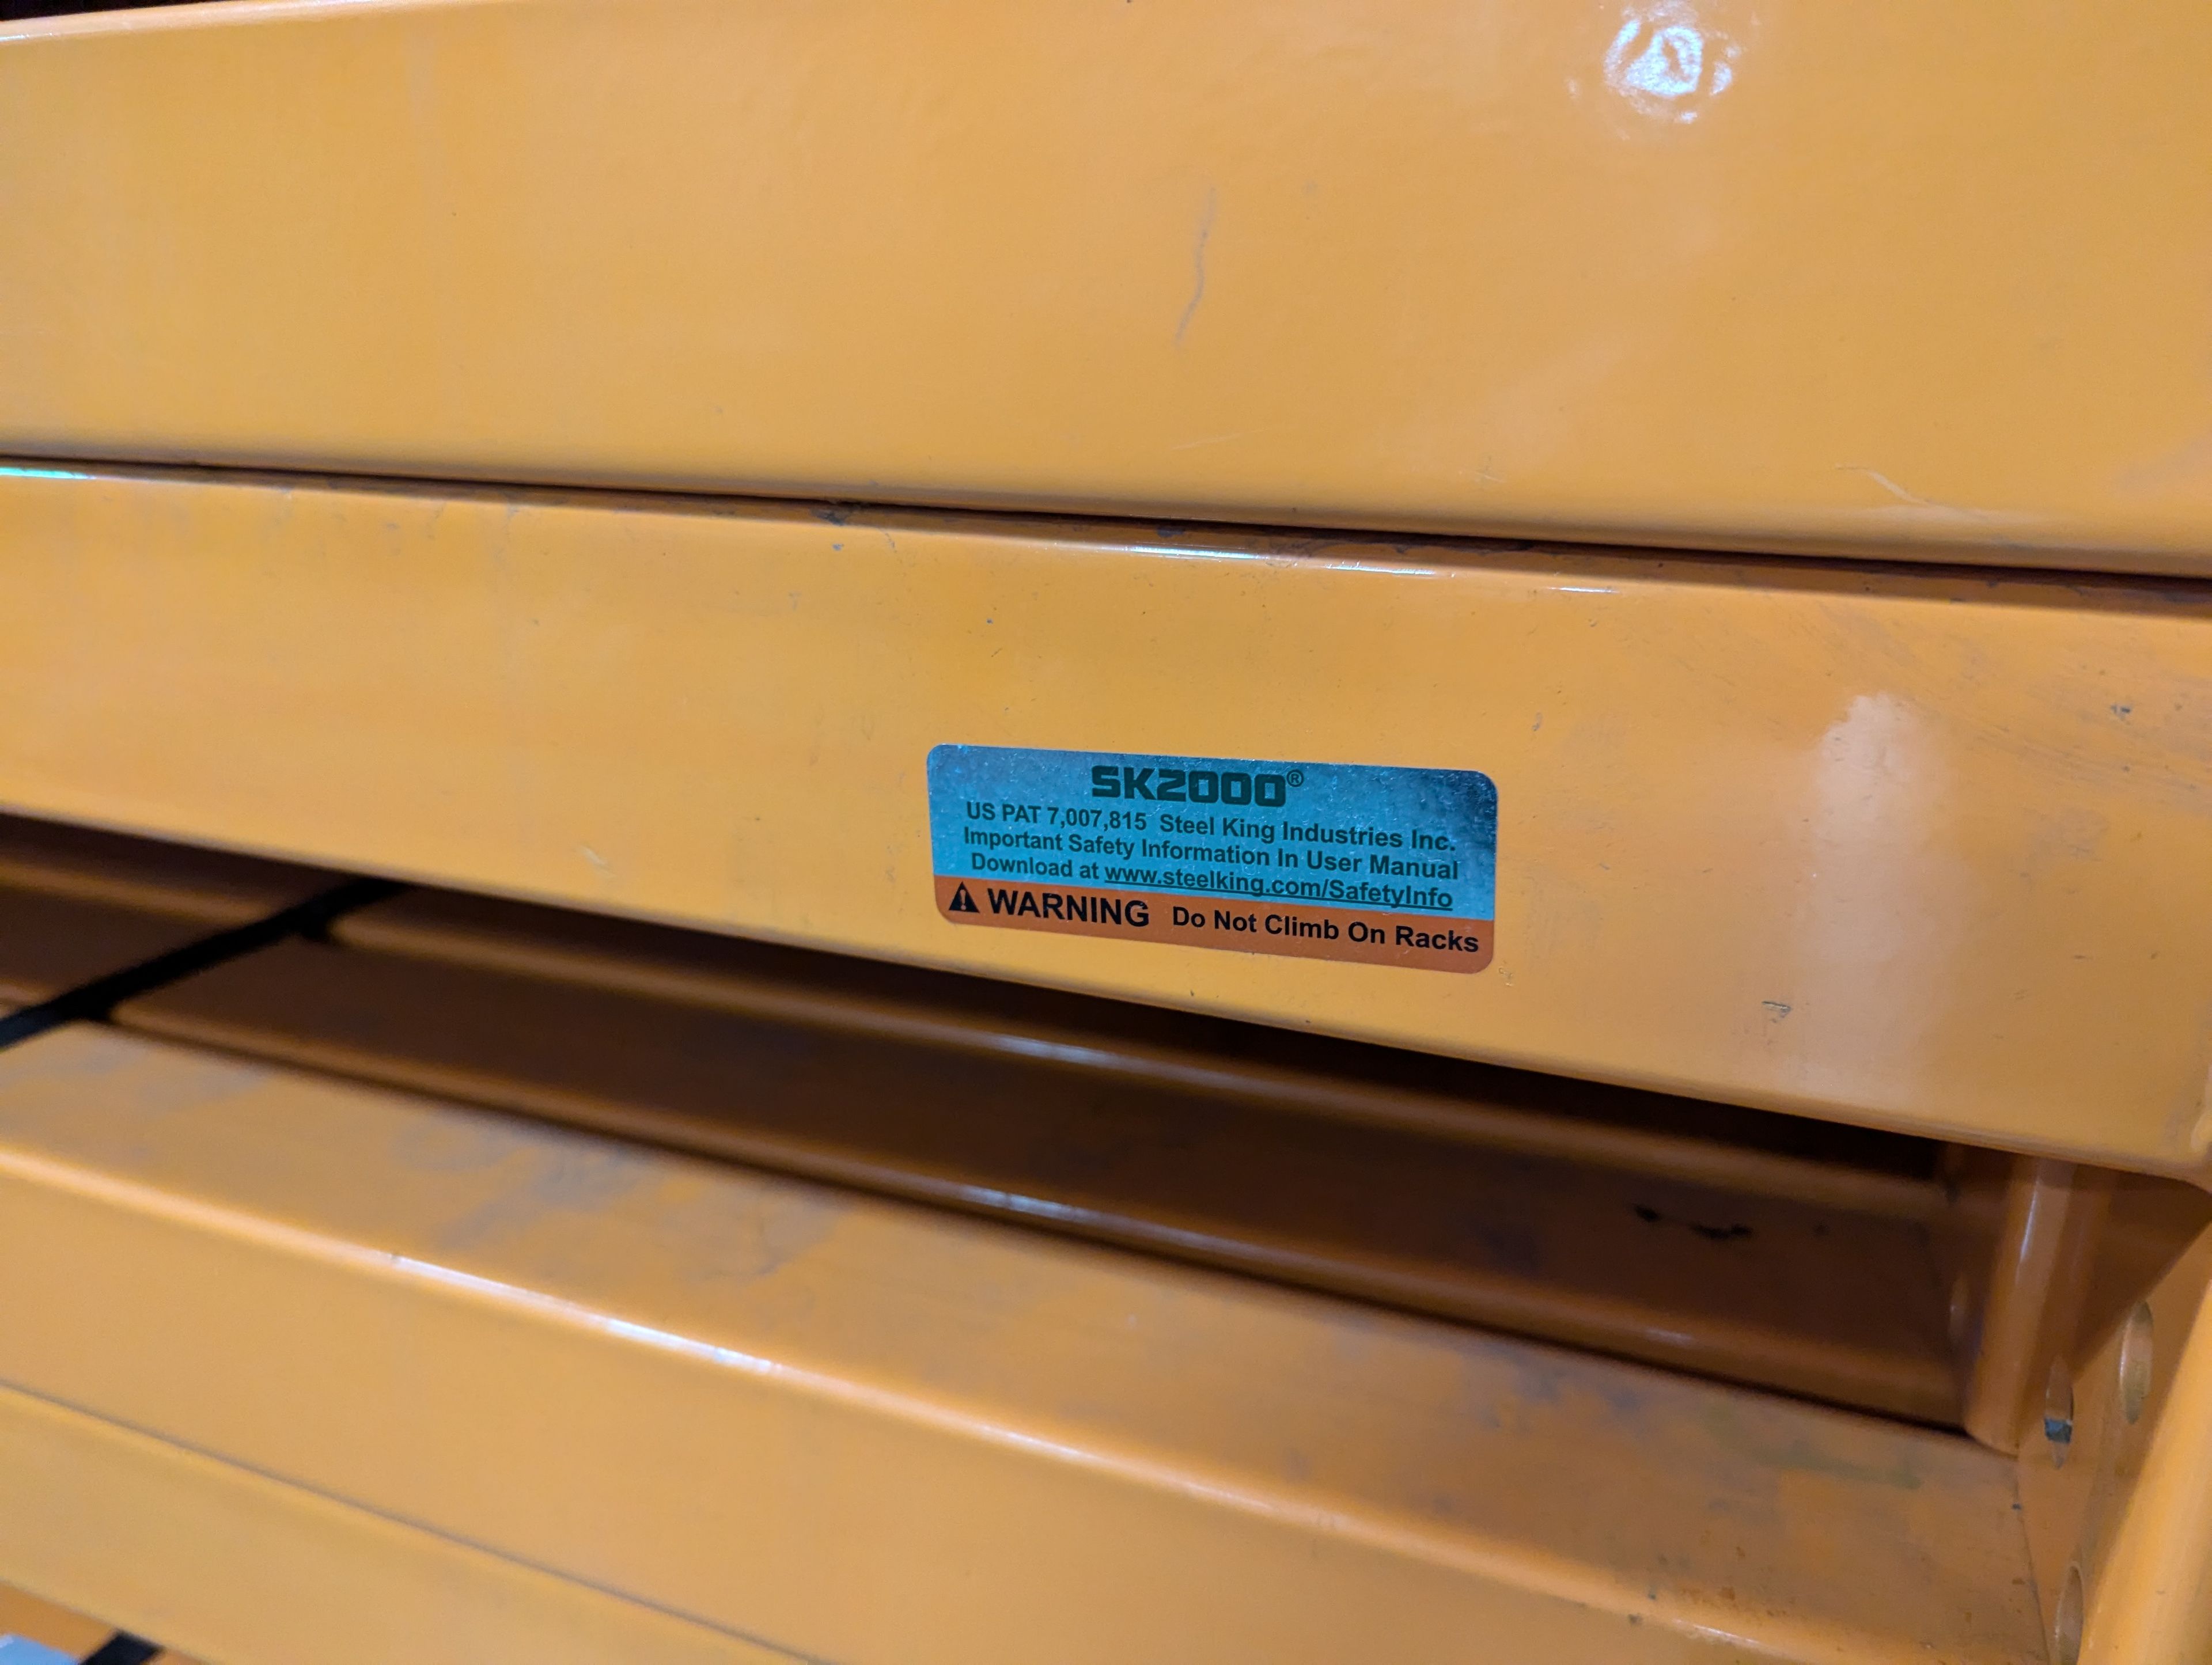 SK2000®
US PAT 7,007,815 Steel King Industries Inc.
Important Safety Information In User Manual
Download at www.steelking.com/SafetyInfo
WARNING Do Not Climb On Racks